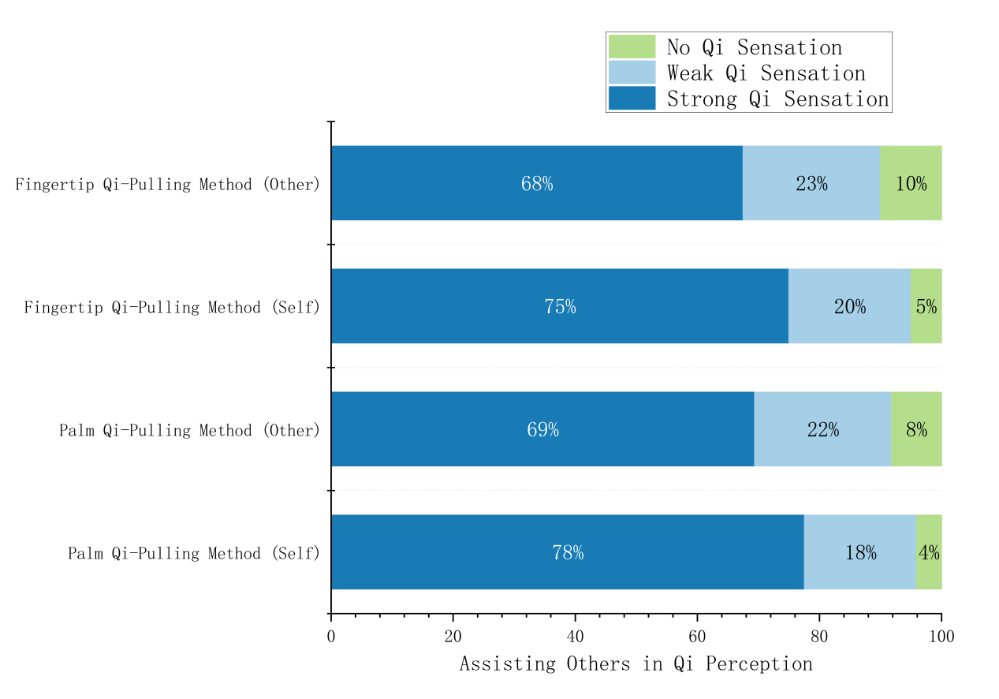 No Qi Sensation
Weak Qi Sensation
Strong Qi Sensation
Fingertip Qi-Pulling Method (Other)
68%
23%
10%
Fingertip Qi-Pulling Method (Self)
75%
20%
5%
Palm Qi-Pulling Method (Other)
69%
22%
8%
Palm Qi-Pulling Method (Self)
78%
18%
4%
0
20
40
60
80
100
Assisting Others in Qi Perception